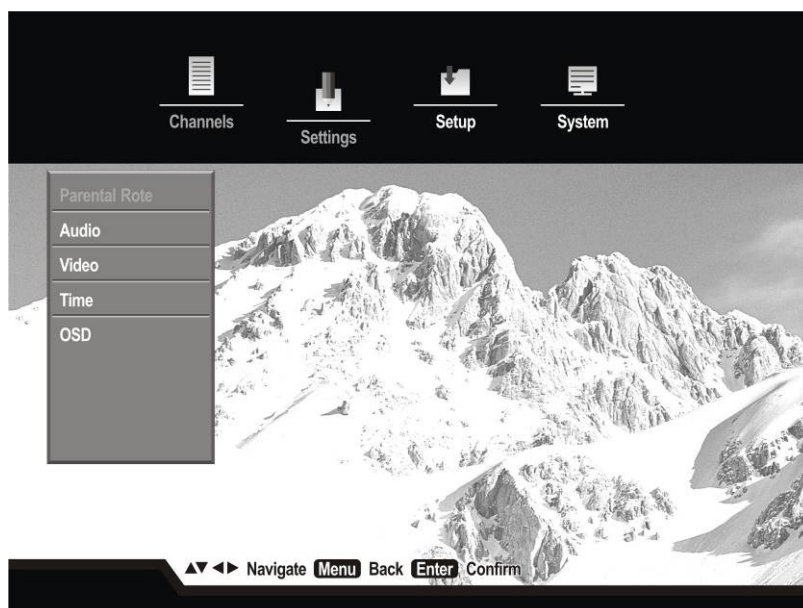 Channels
Settings
Setup
System
Parental Rote
Audio
Video
Time
OSD
Navigate Menu Back Enter Confirm